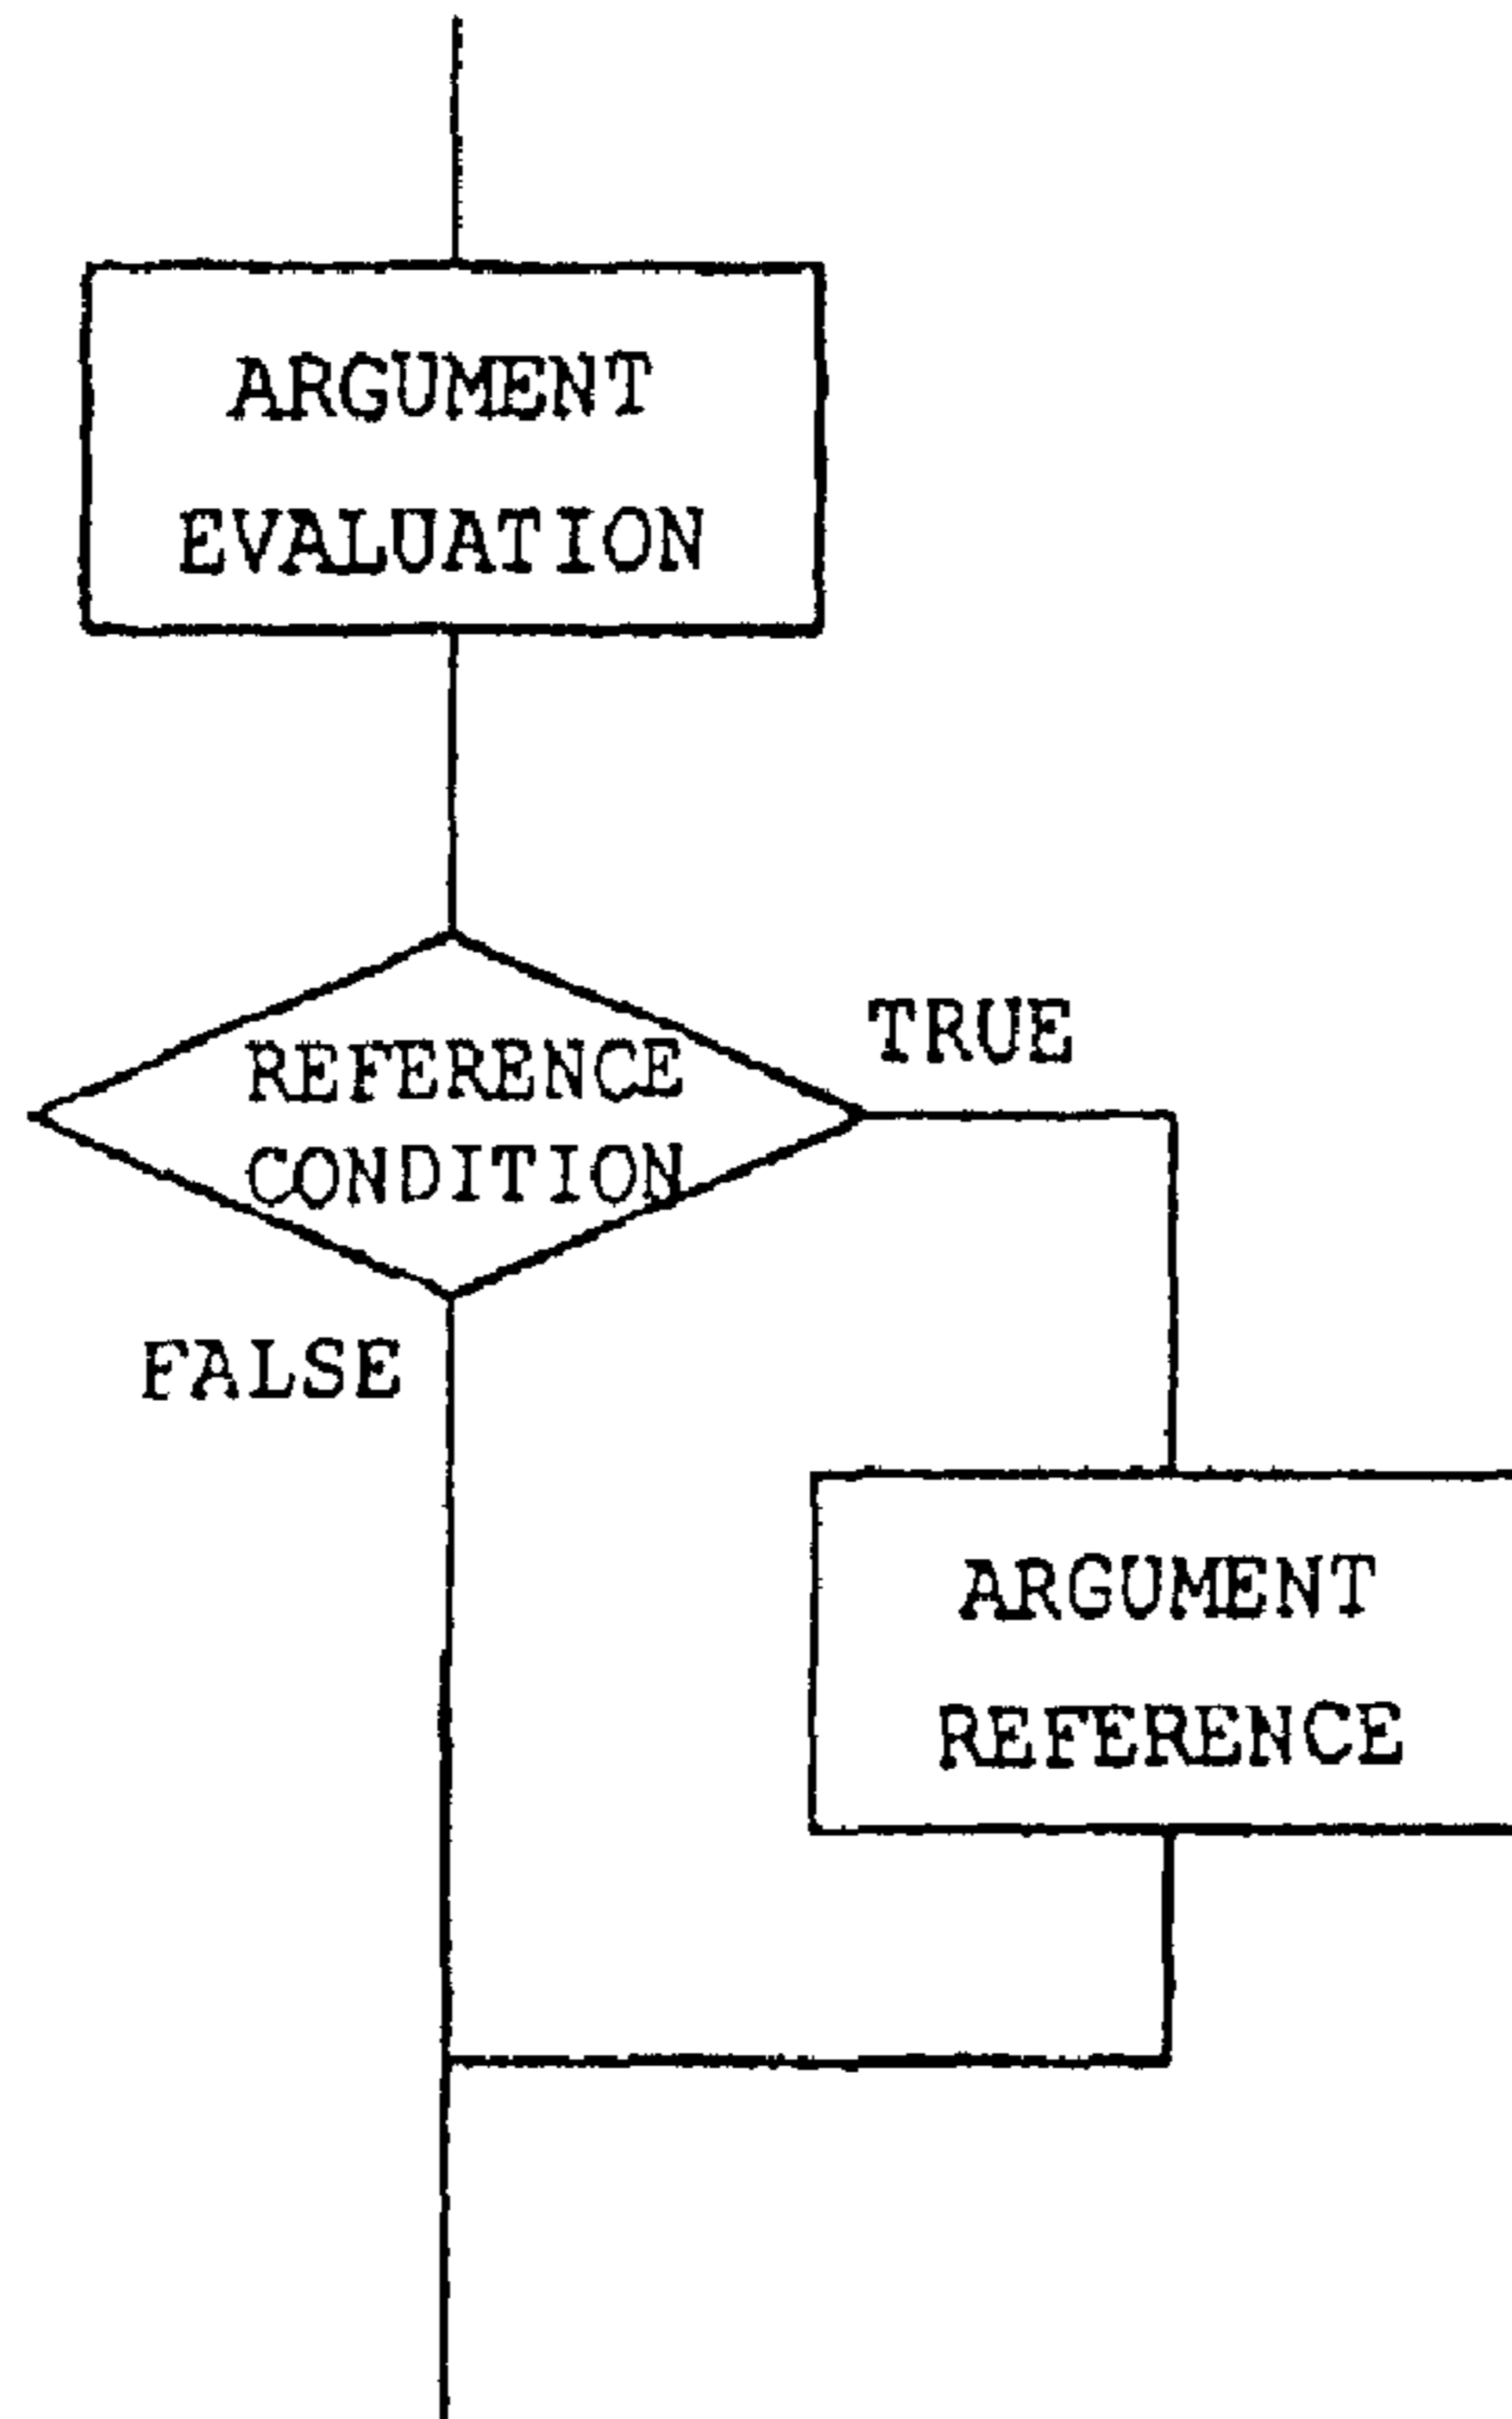 ARGUMENT
EVALUATION
REFERENCE
CONDITION
TRUE
FALSE
ARGUMENT
REFERENCE